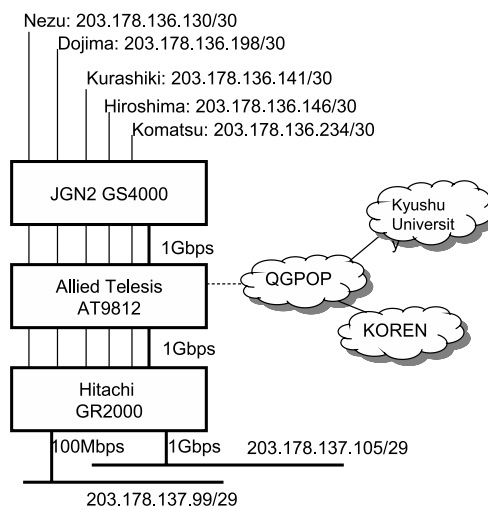 Nezu: 203.178.136.130/30
Dojima: 203.178.136.198/30
Kurashiki: 203.178.136.141/30
Hiroshima: 203.178.136.146/30
Komatsu: 203.178.136.234/30
JGN2 GS4000
1Gbps
Kyushu
Universit
y
Allied Telesis
AT9812
QGPOP
KOREN
1Gbps
Hitachi
GR2000
100Mbps
1Gbps
203.178.137.105/29
203.178.137.99/29